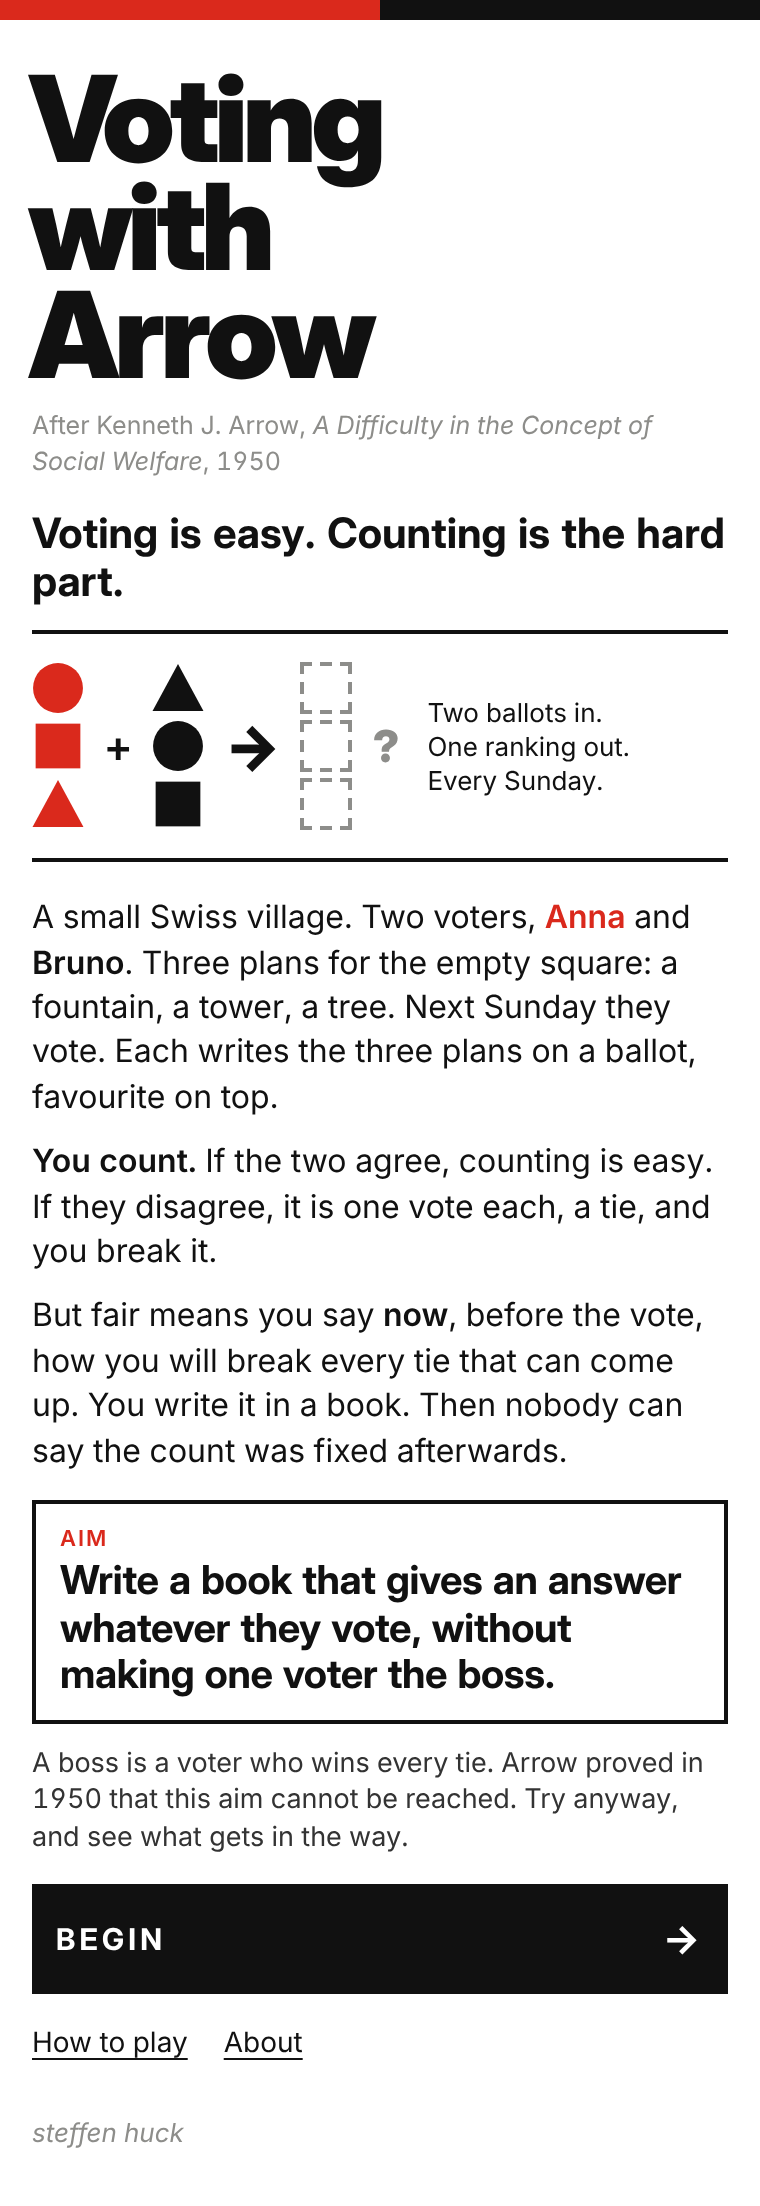 Voting
with
Arrow
After Kenneth J. Arrow, A Difficulty in the Concept of
Social Welfare, 1950
Voting is easy. Counting is the hard
part.
+ → ?
Two ballots in.
One ranking out.
Every Sunday.
A small Swiss village. Two voters, Anna and
Bruno. Three plans for the empty square: a
fountain, a tower, a tree. Next Sunday they
vote. Each writes the three plans on a ballot,
favourite on top.
You count. If the two agree, counting is easy.
If they disagree, it is one vote each, a tie, and
you break it.
But fair means you say now, before the vote,
how you will break every tie that can come
up. You write it in a book. Then nobody can
say the count was fixed afterwards.
AIM
Write a book that gives an answer
whatever they vote, without
making one voter the boss.
A boss is a voter who wins every tie. Arrow proved in
1950 that this aim cannot be reached. Try anyway,
and see what gets in the way.
BEGIN →
How to play About
steffen huck